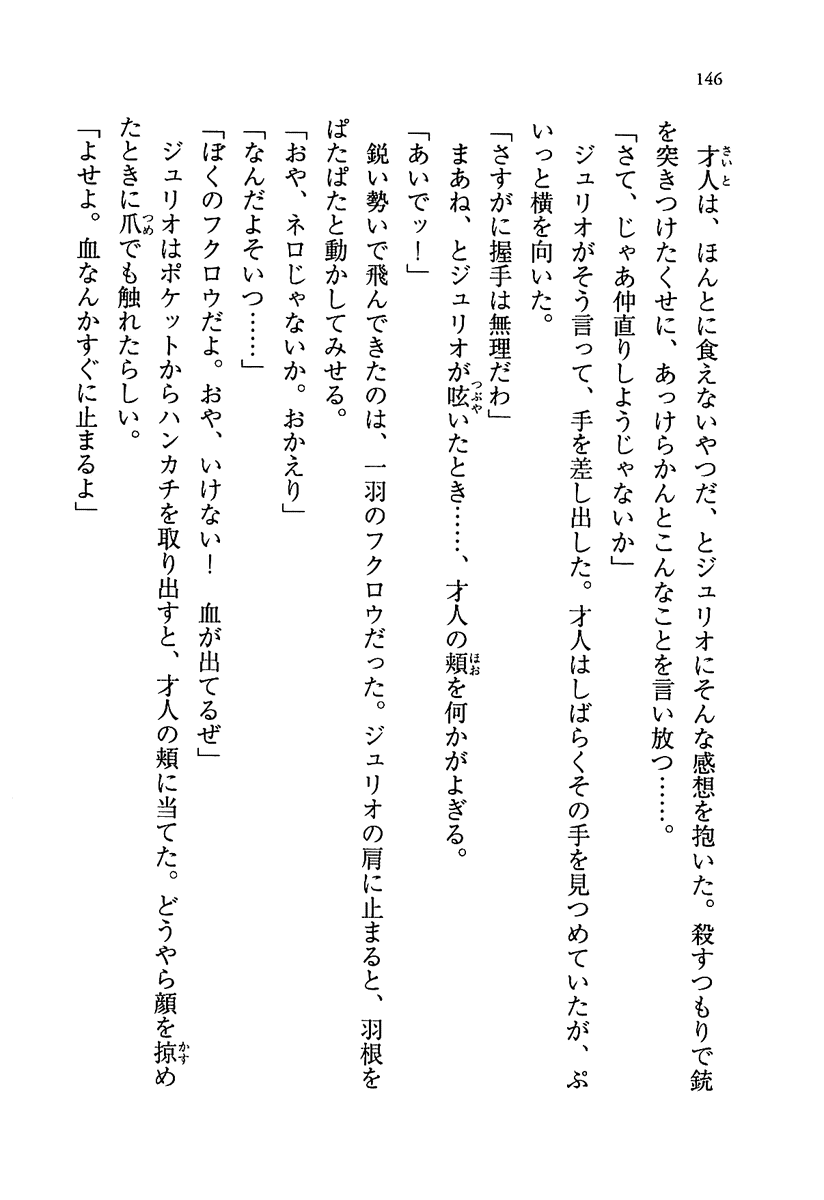 146
才人は、ほんとに食えないやつだ、とジュリオにそんな感想を抱いた。殺すつもりで銃
を突きつけたくせに、あっけらかんとこんなことを言い放つ……。
「さて、じゃあ仲直りしようじゃないか」
ジュリオがそう言って、手を差し出した。才人はしばらくその手を見つめていたが、ぷ
いっと横を向いた。
「さすがに握手は無理だわ」
まあね、とジュリオが呟いたとき……、才人の頬を何かがよぎる。
「あいでッ！」
鋭い勢いで飛んできたのは、一羽のフクロウだった。ジュリオの肩に止まると、羽根を
ぱたぱたと動かしてみせる。
「おや、ネロじゃないか。おかえり」
「なんだよそいつ……」
「ぼくのフクロウだよ。おや、いけない！　血が出てるぜ」
ジュリオはポケットからハンカチを取り出すと、才人の頬に当てた。どうやら顔を掠め
たときに爪でも触れたらしい。
「よせよ。血なんかすぐに止まるよ」